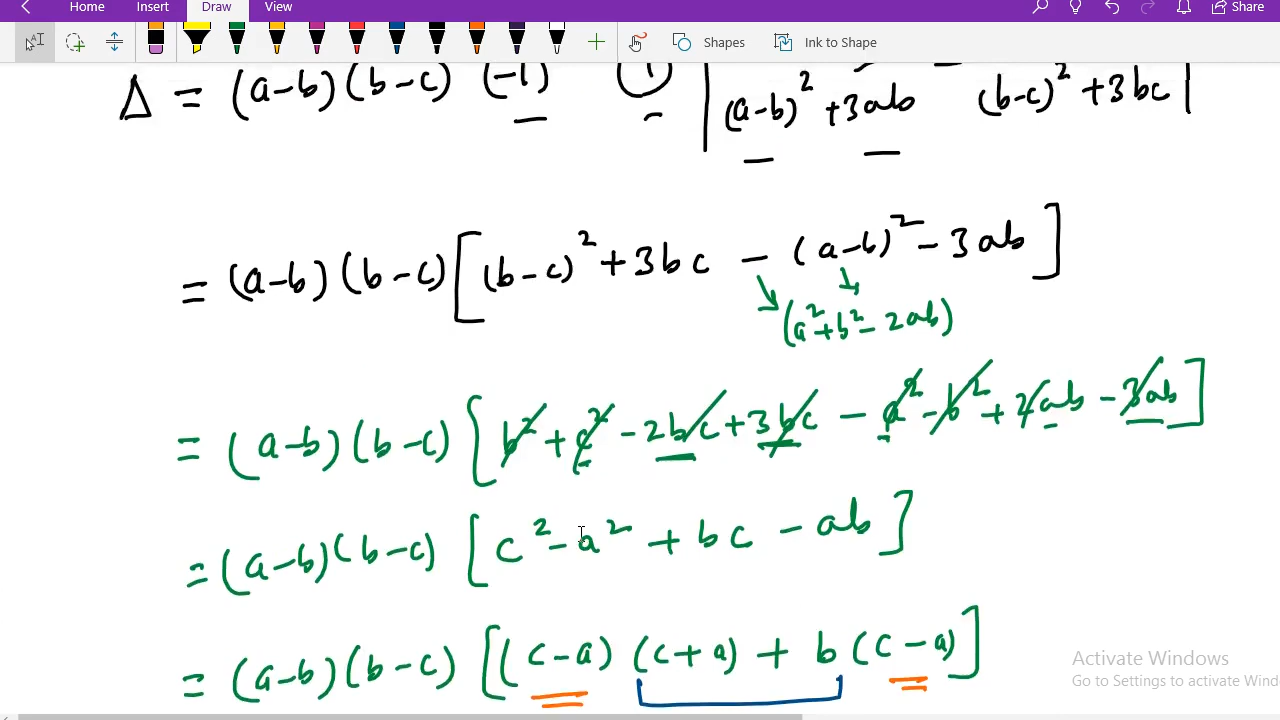 Home Insert Draw View Share
Shapes Ink to Shape
Δ = (a-b)(b-c) (-1) (1) | (a-b)² +3ab (b-c)² +3bc |
= (a-b)(b-c)[(b-c)² +3bc - (a-b)² - 3ab]
(a²+b²-2ab)
= (a-b)(b-c) [b²+c² -2bc +3bc - a² -b² +2ab -3ab]
=(a-b)(b-c) [c²-a² + bc - ab]
= (a-b)(b-c) [(c-a) (c+a) + b (c-a)]
Activate Windows
Go to Settings to activate Wind